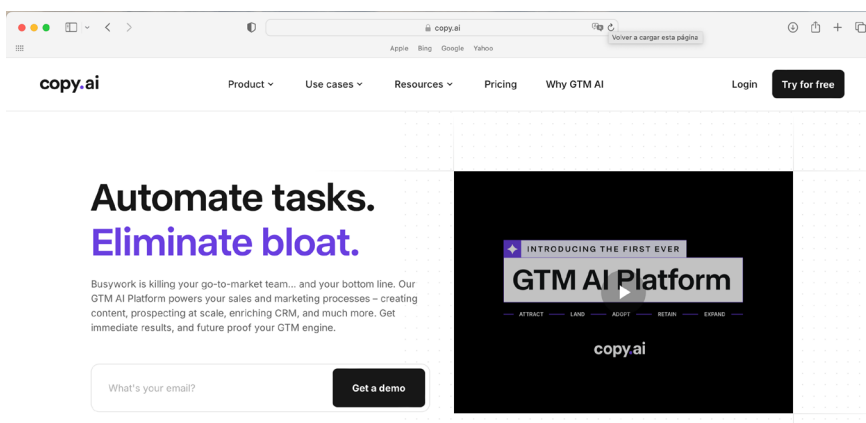 copy.ai
Volver a cargar esta página
Apple Bing Google Yahoo
copy.ai Product Use cases Resources Pricing Why GTM AI Login Try for free
Automate tasks.
Eliminate bloat.
Busywork is killing your go-to-market team... and your bottom line. Our
GTM AI Platform powers your sales and marketing processes – creating
content, prospecting at scale, enriching CRM, and much more. Get
immediate results, and future proof your GTM engine.
What's your email? Get a demo
INTRODUCING THE FIRST EVER
GTM AI Platform
ATTRACT LAND ADOPT RETAIN EXPAND
copy.ai